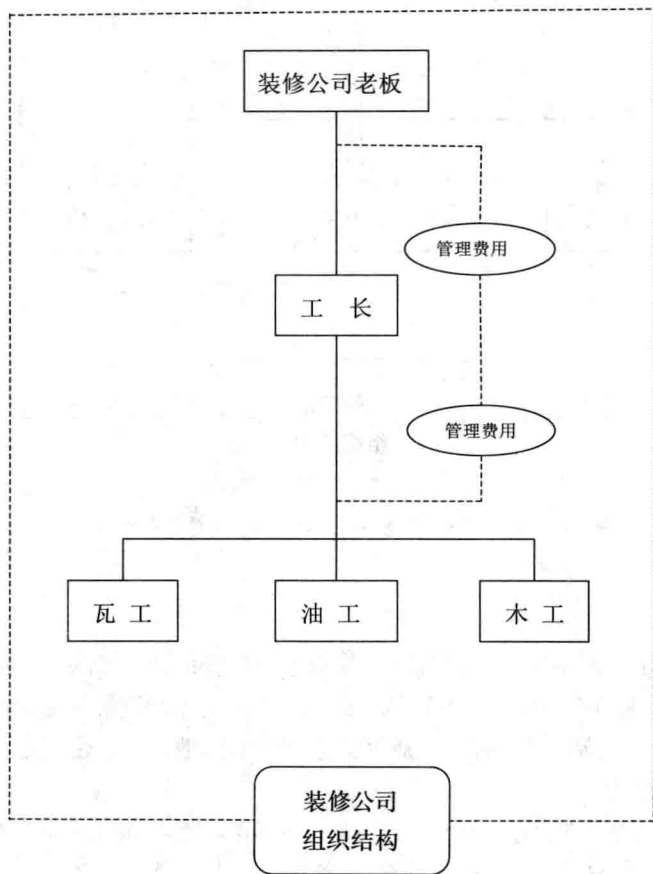 装修公司老板
管理费用
工 长
管理费用
瓦 工
油 工
木 工
装修公司
组织结构